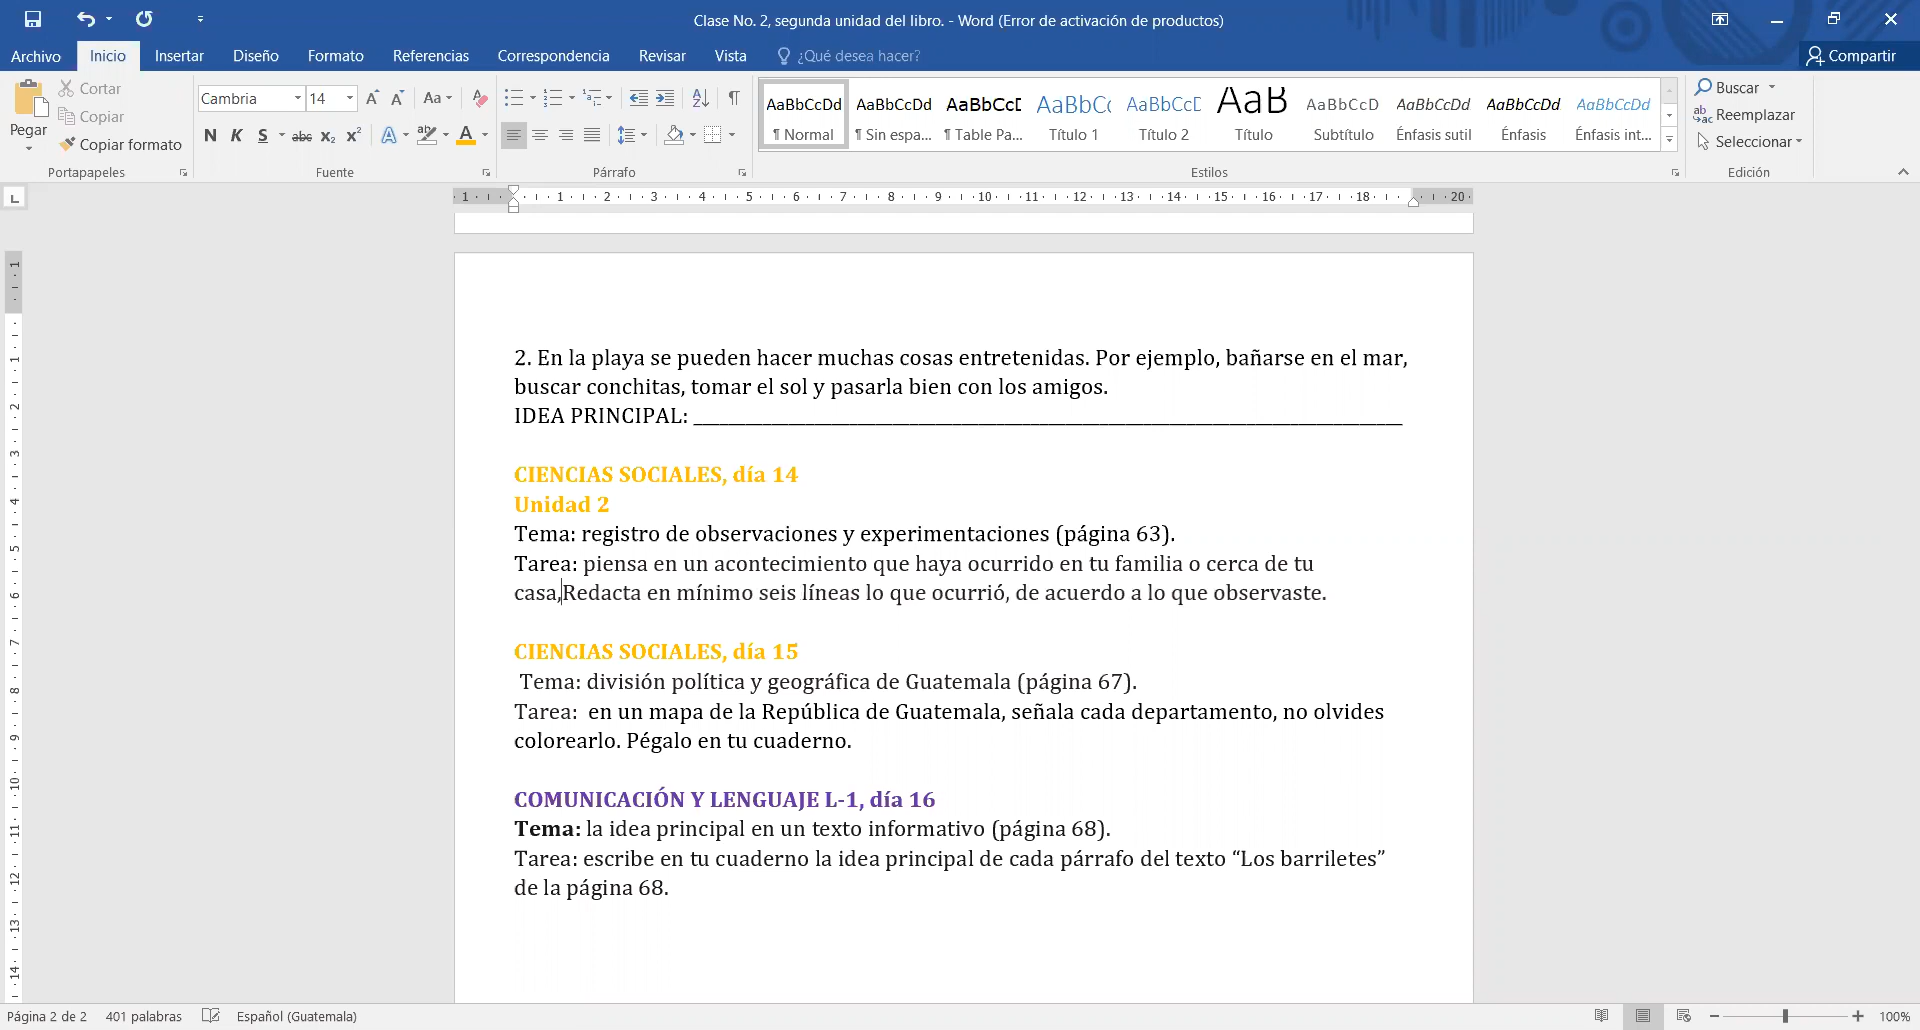 Clase No. 2, segunda unidad del libro. - Word (Error de activación de productos)
Archivo Inicio Insertar Diseño Formato Referencias Correspondencia Revisar Vista ¿Qué desea hacer? Compartir
Pegar
Cortar
Copiar
Copiar formato
Portapapeles
Cambria 14
Fuente
Párrafo
AaBbCcDd AaBbCcDd AaBbCcD AaBbCc AaBbCcD AaB AaBbCcD AaBbCcDd AaBbCcDd AaBbCcDd
¶ Normal ¶ Sin espa... ¶ Table Pa... Título 1 Título 2 Título Subtítulo Énfasis sutil Énfasis Énfasis int...
Estilos
Buscar
Reemplazar
Seleccionar
Edición
2. En la playa se pueden hacer muchas cosas entretenidas. Por ejemplo, bañarse en el mar,
buscar conchitas, tomar el sol y pasarla bien con los amigos.
IDEA PRINCIPAL: ______________________________________________________________________
CIENCIAS SOCIALES, día 14
Unidad 2
Tema: registro de observaciones y experimentaciones (página 63).
Tarea: piensa en un acontecimiento que haya ocurrido en tu familia o cerca de tu
casa,Redacta en mínimo seis líneas lo que ocurrió, de acuerdo a lo que observaste.
CIENCIAS SOCIALES, día 15
Tema: división política y geográfica de Guatemala (página 67).
Tarea:  en un mapa de la República de Guatemala, señala cada departamento, no olvides
colorearlo. Pégalo en tu cuaderno.
COMUNICACIÓN Y LENGUAJE L-1, día 16
Tema: la idea principal en un texto informativo (página 68).
Tarea: escribe en tu cuaderno la idea principal de cada párrafo del texto “Los barriletes”
de la página 68.
Página 2 de 2 401 palabras Español (Guatemala) 100%